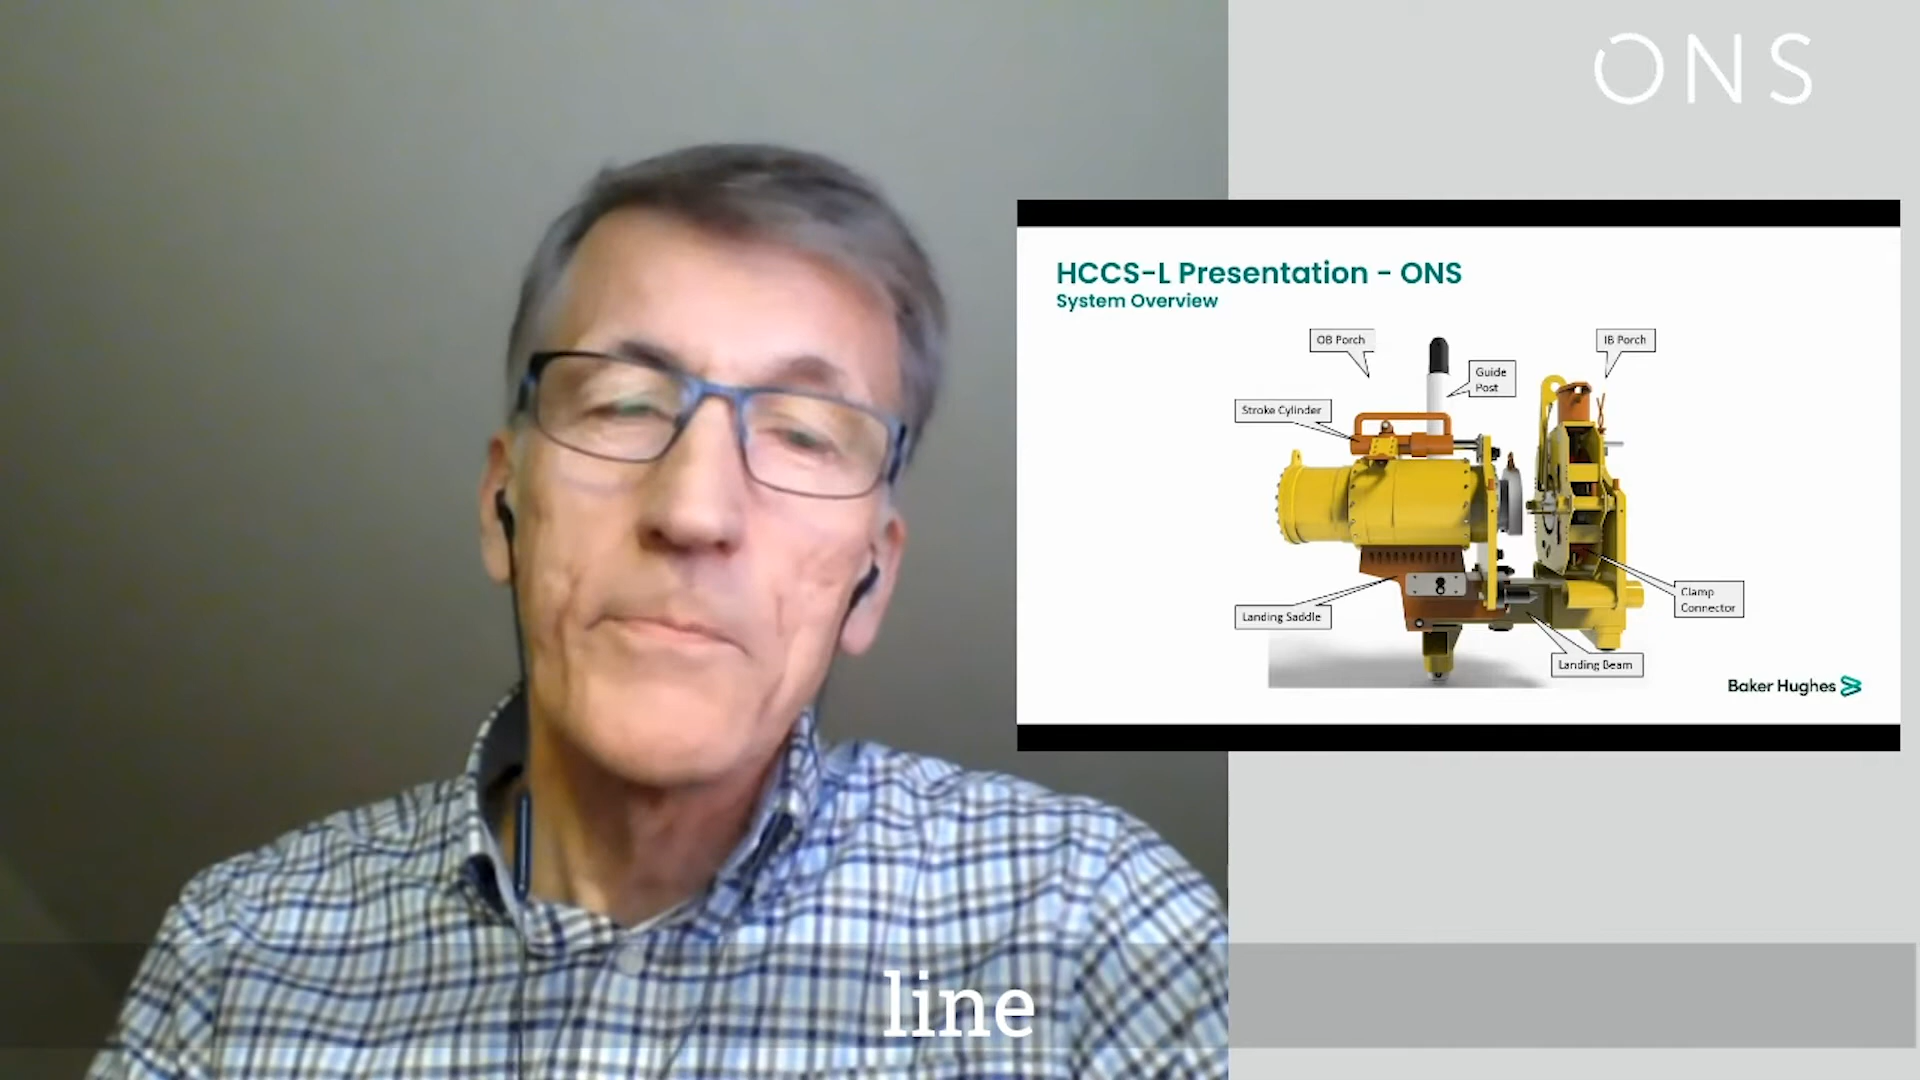 ONS
HCCS-L Presentation - ONS
System Overview
OB Porch
IB Porch
Guide
Post
Stroke Cylinder
Clamp
Connector
Landing Saddle
Landing Beam
Baker Hughes
line